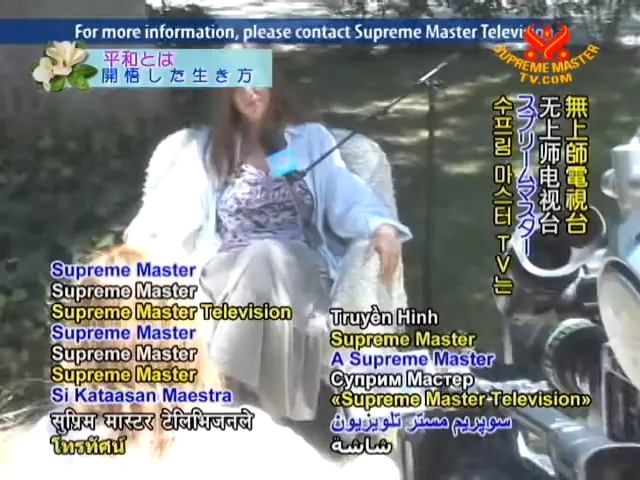 For more information, please contact Supreme Master Television
SUPREME MASTER
TV.COM
平和とは
開悟した生き方
無上師電視台
无上师电视台
スプリームマスター
수프림 마스터 TV는
Supreme Master
Supreme Master
Supreme Master Television
Supreme Master
Supreme Master
Supreme Master
Si Kataasan Maestra
सुप्रिम मास्टर टेलिभिजनले
โทรทัศน์
Truyền Hình
Supreme Master
A Supreme Master
Суприм Мастер
«Supreme Master Television»
سوپریم مستر تلویزیون
شاشة